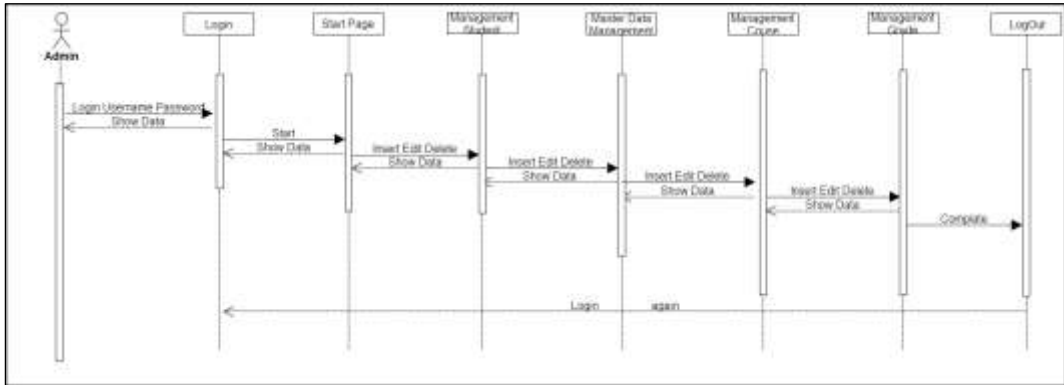 Login
Start Page
Management
Student
Master Data
Management
Management
Course
Management
Grade
LogOut
Admin
Login Username Password
Show Data
Start
Show Data
Insert Edit Delete
Show Data
Insert Edit Delete
Show Data
Insert Edit Delete
Show Data
Insert Edit Delete
Show Data
Complete
Login again